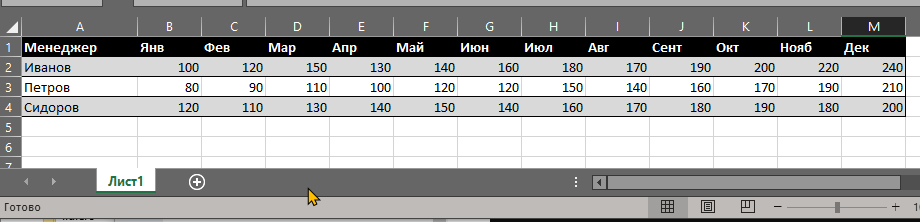 A B C D E F G H I J K L M
1 Менеджер Янв Фев Мар Апр Май Июн Июл Авг Сент Окт Нояб Дек
2 Иванов 100 120 150 130 140 160 180 170 190 200 220 240
3 Петров 80 90 110 100 120 120 150 140 160 170 190 210
4 Сидоров 120 110 130 140 150 140 160 170 180 190 180 200
5
6
Лист1
Готово